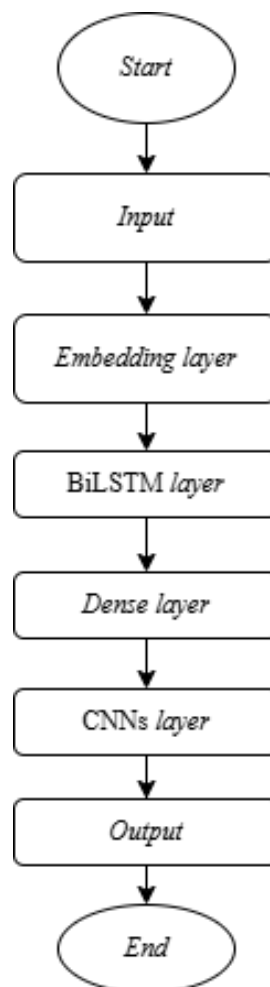 Start
Input
Embedding layer
BiLSTM layer
Dense layer
CNNs layer
Output
End